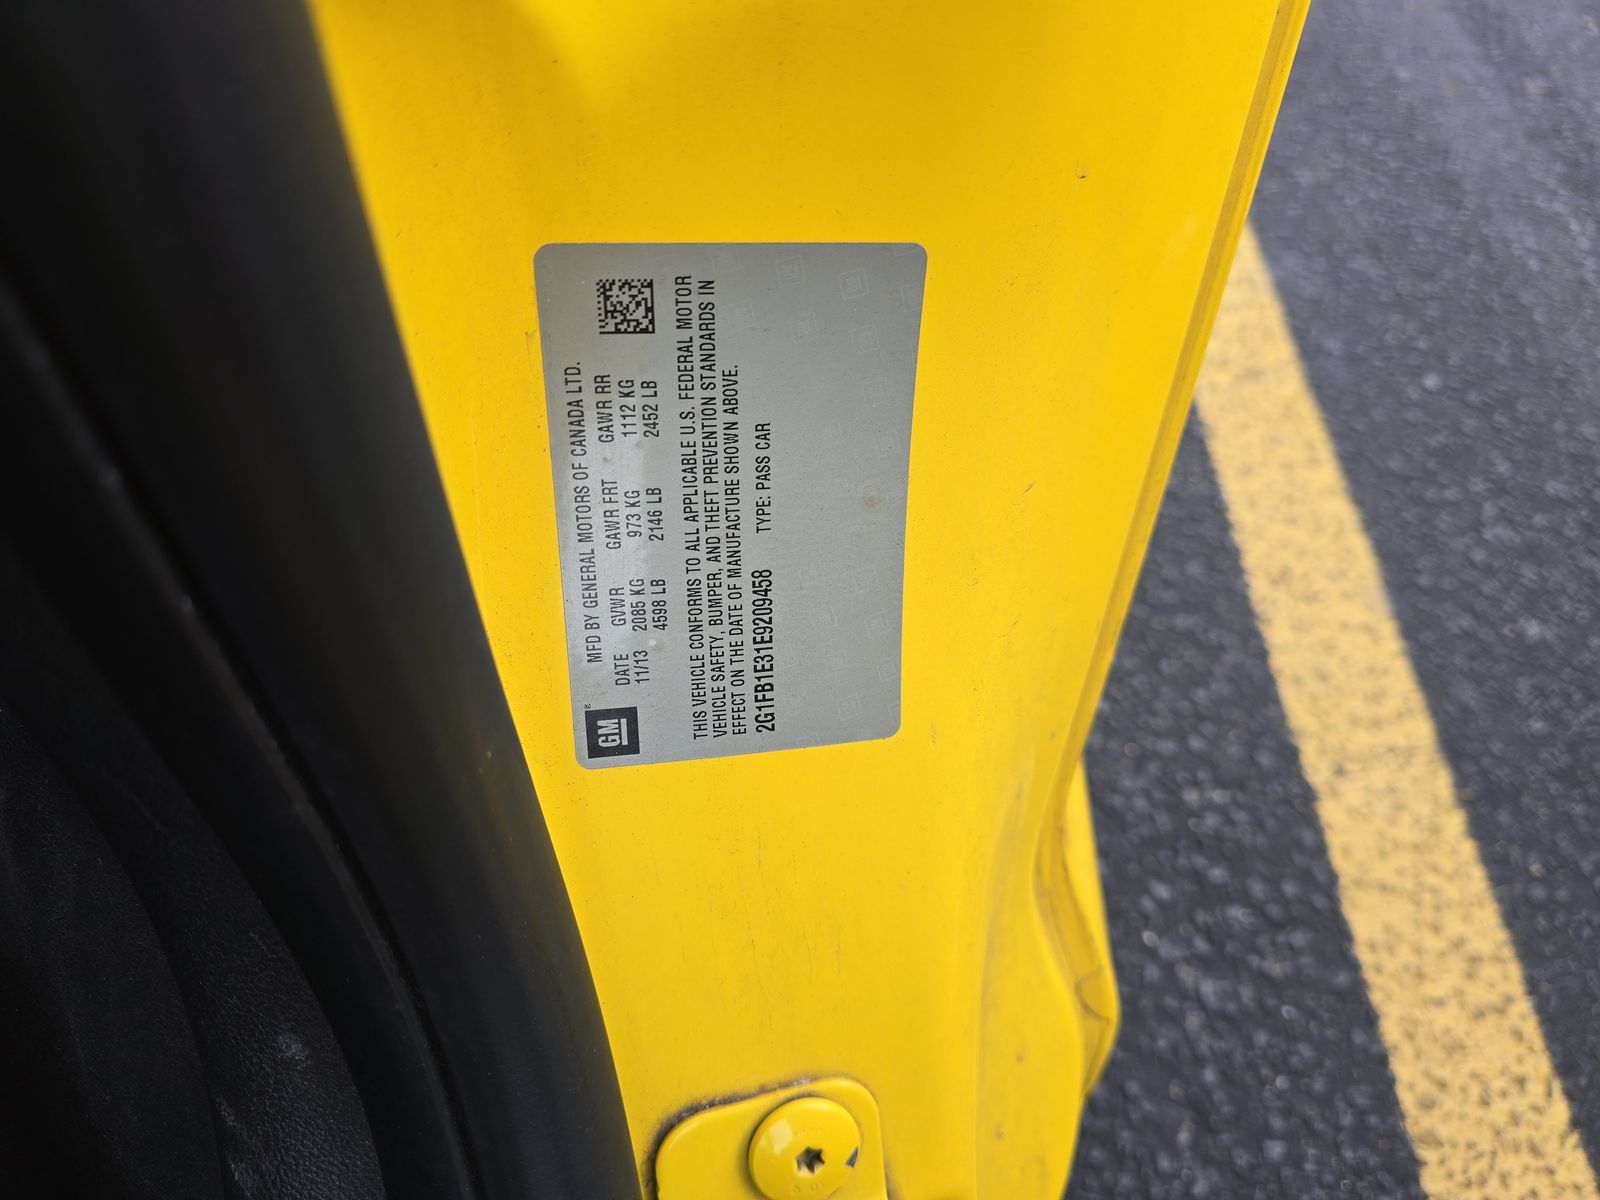 GM ®
MFD BY GENERAL MOTORS OF CANADA LTD.
DATE GVWR GAWR FRT GAWR RR
11/13 2085 KG 973 KG 1112 KG
4598 LB 2146 LB 2452 LB
THIS VEHICLE CONFORMS TO ALL APPLICABLE U.S. FEDERAL MOTOR
VEHICLE SAFETY, BUMPER, AND THEFT PREVENTION STANDARDS IN
EFFECT ON THE DATE OF MANUFACTURE SHOWN ABOVE.
2G1FB1E31E9209458 TYPE: PASS CAR